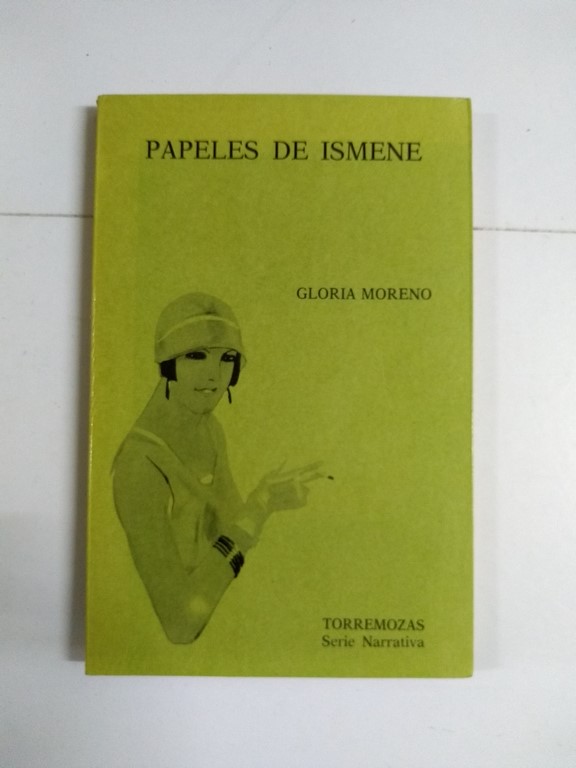 PAPELES DE ISMENE
GLORIA MORENO
TORREMOZAS
Serie Narrativa